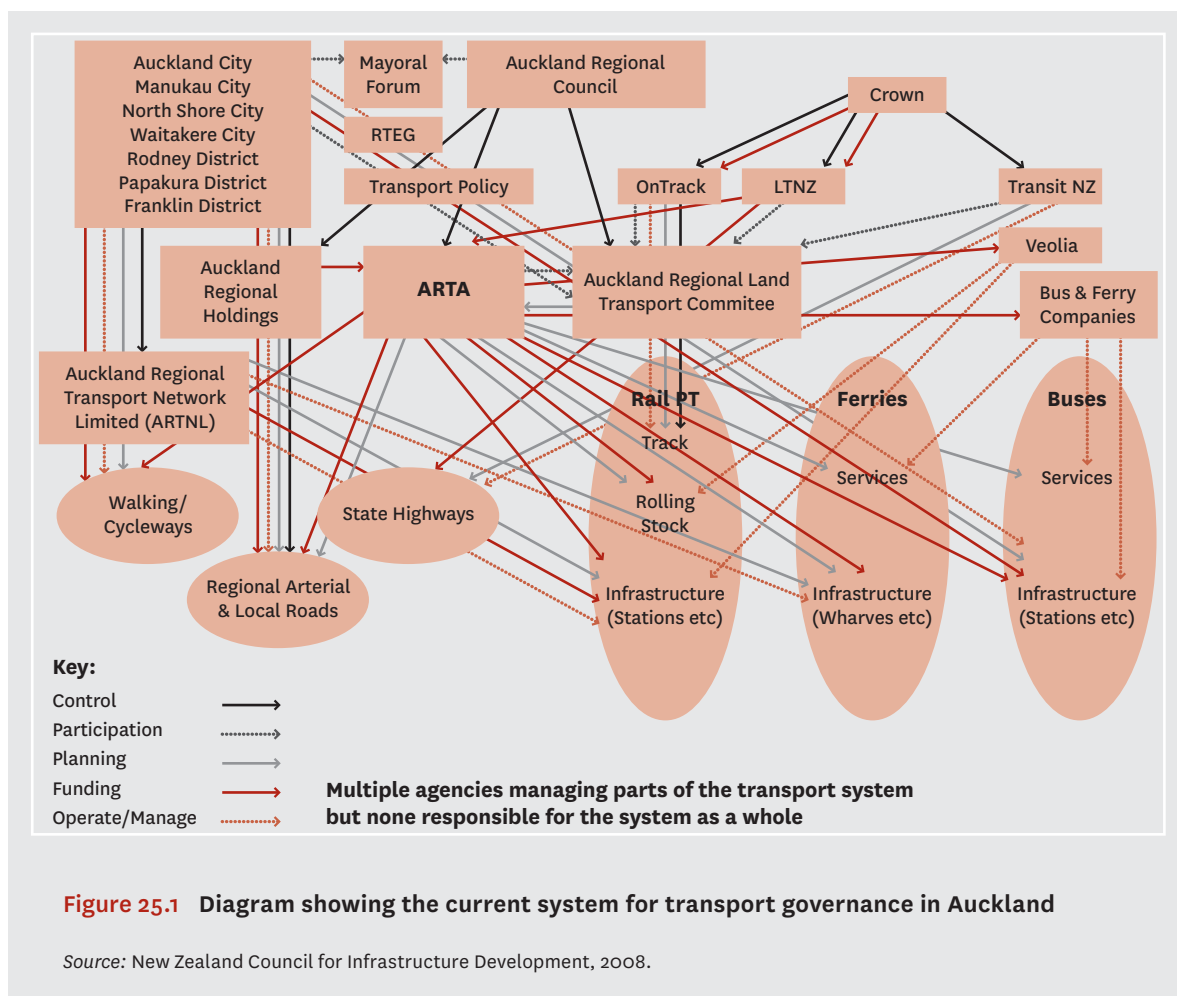 Auckland City
Manukau City
North Shore City
Waitakere City
Rodney District
Papakura District
Franklin District
Mayoral
Forum
Auckland Regional
Council
Crown
RTEG
Transport Policy
OnTrack
LTNZ
Transit NZ
Veolia
Auckland
Regional
Holdings
ARTA
Auckland Regional Land
Transport Commitee
Bus & Ferry
Companies
Auckland Regional
Transport Network
Limited (ARTNL)
Rail PT
Track
Rolling
Stock
Infrastructure
(Stations etc)
Ferries
Services
Infrastructure
(Wharves etc)
Buses
Services
Infrastructure
(Stations etc)
Walking/
Cycleways
State Highways
Regional Arterial
& Local Roads
Key:
Control
Participation
Planning
Funding
Operate/Manage
Multiple agencies managing parts of the transport system
but none responsible for the system as a whole
Figure 25.1 Diagram showing the current system for transport governance in Auckland
Source: New Zealand Council for Infrastructure Development, 2008.